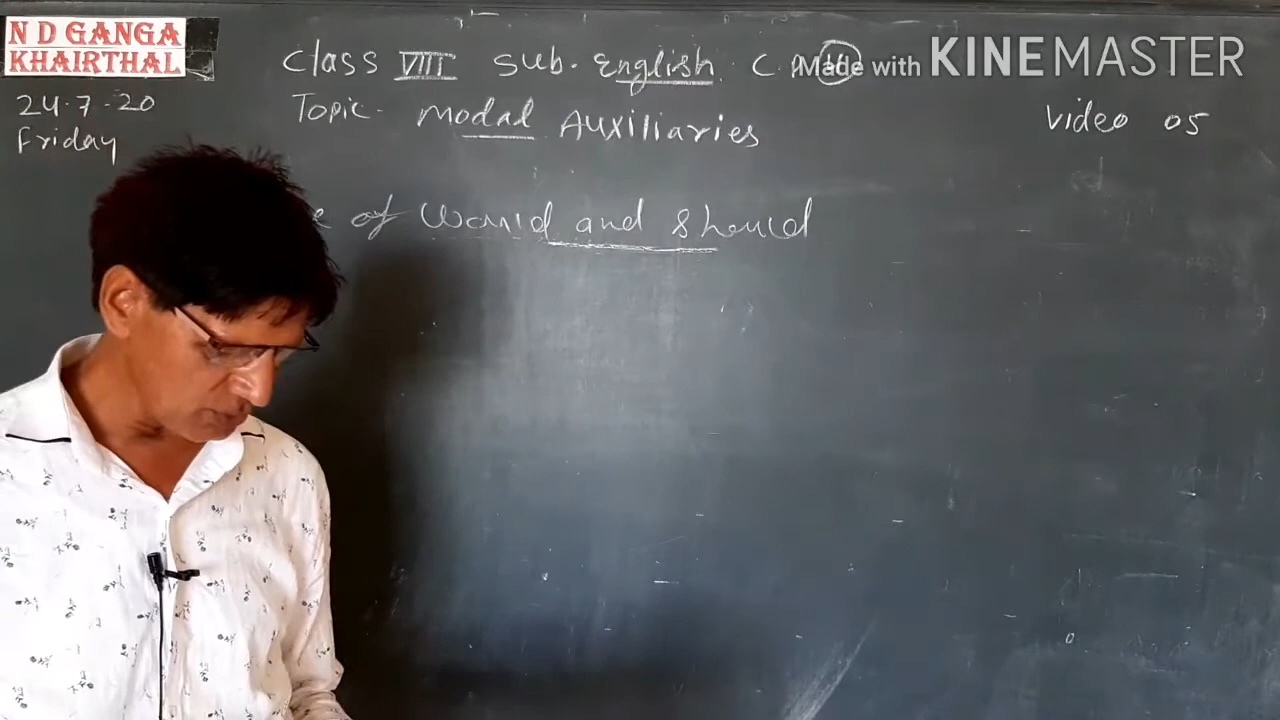 N D GANGA
KHAIRTHAL
Made with KINEMASTER
Class VIII Sub. English
24.7.20
Friday
Topic - Modal Auxiliaries
Video 05
of Would and Should